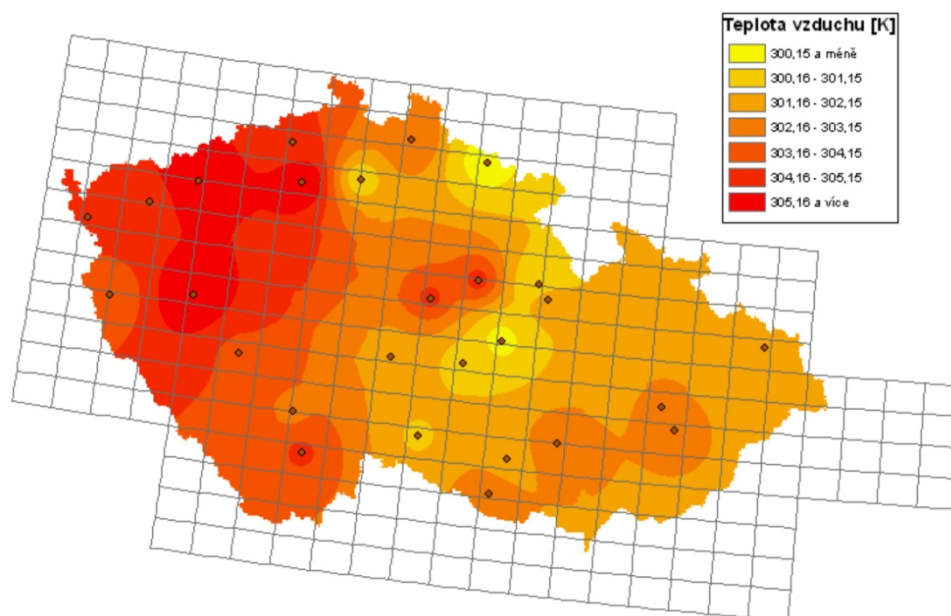 Teplota vzduchu [K]
300,15 a méně
300,16 - 301,15
301,16 - 302,15
302,16 - 303,15
303,16 - 304,15
304,16 - 305,15
305,16 a více